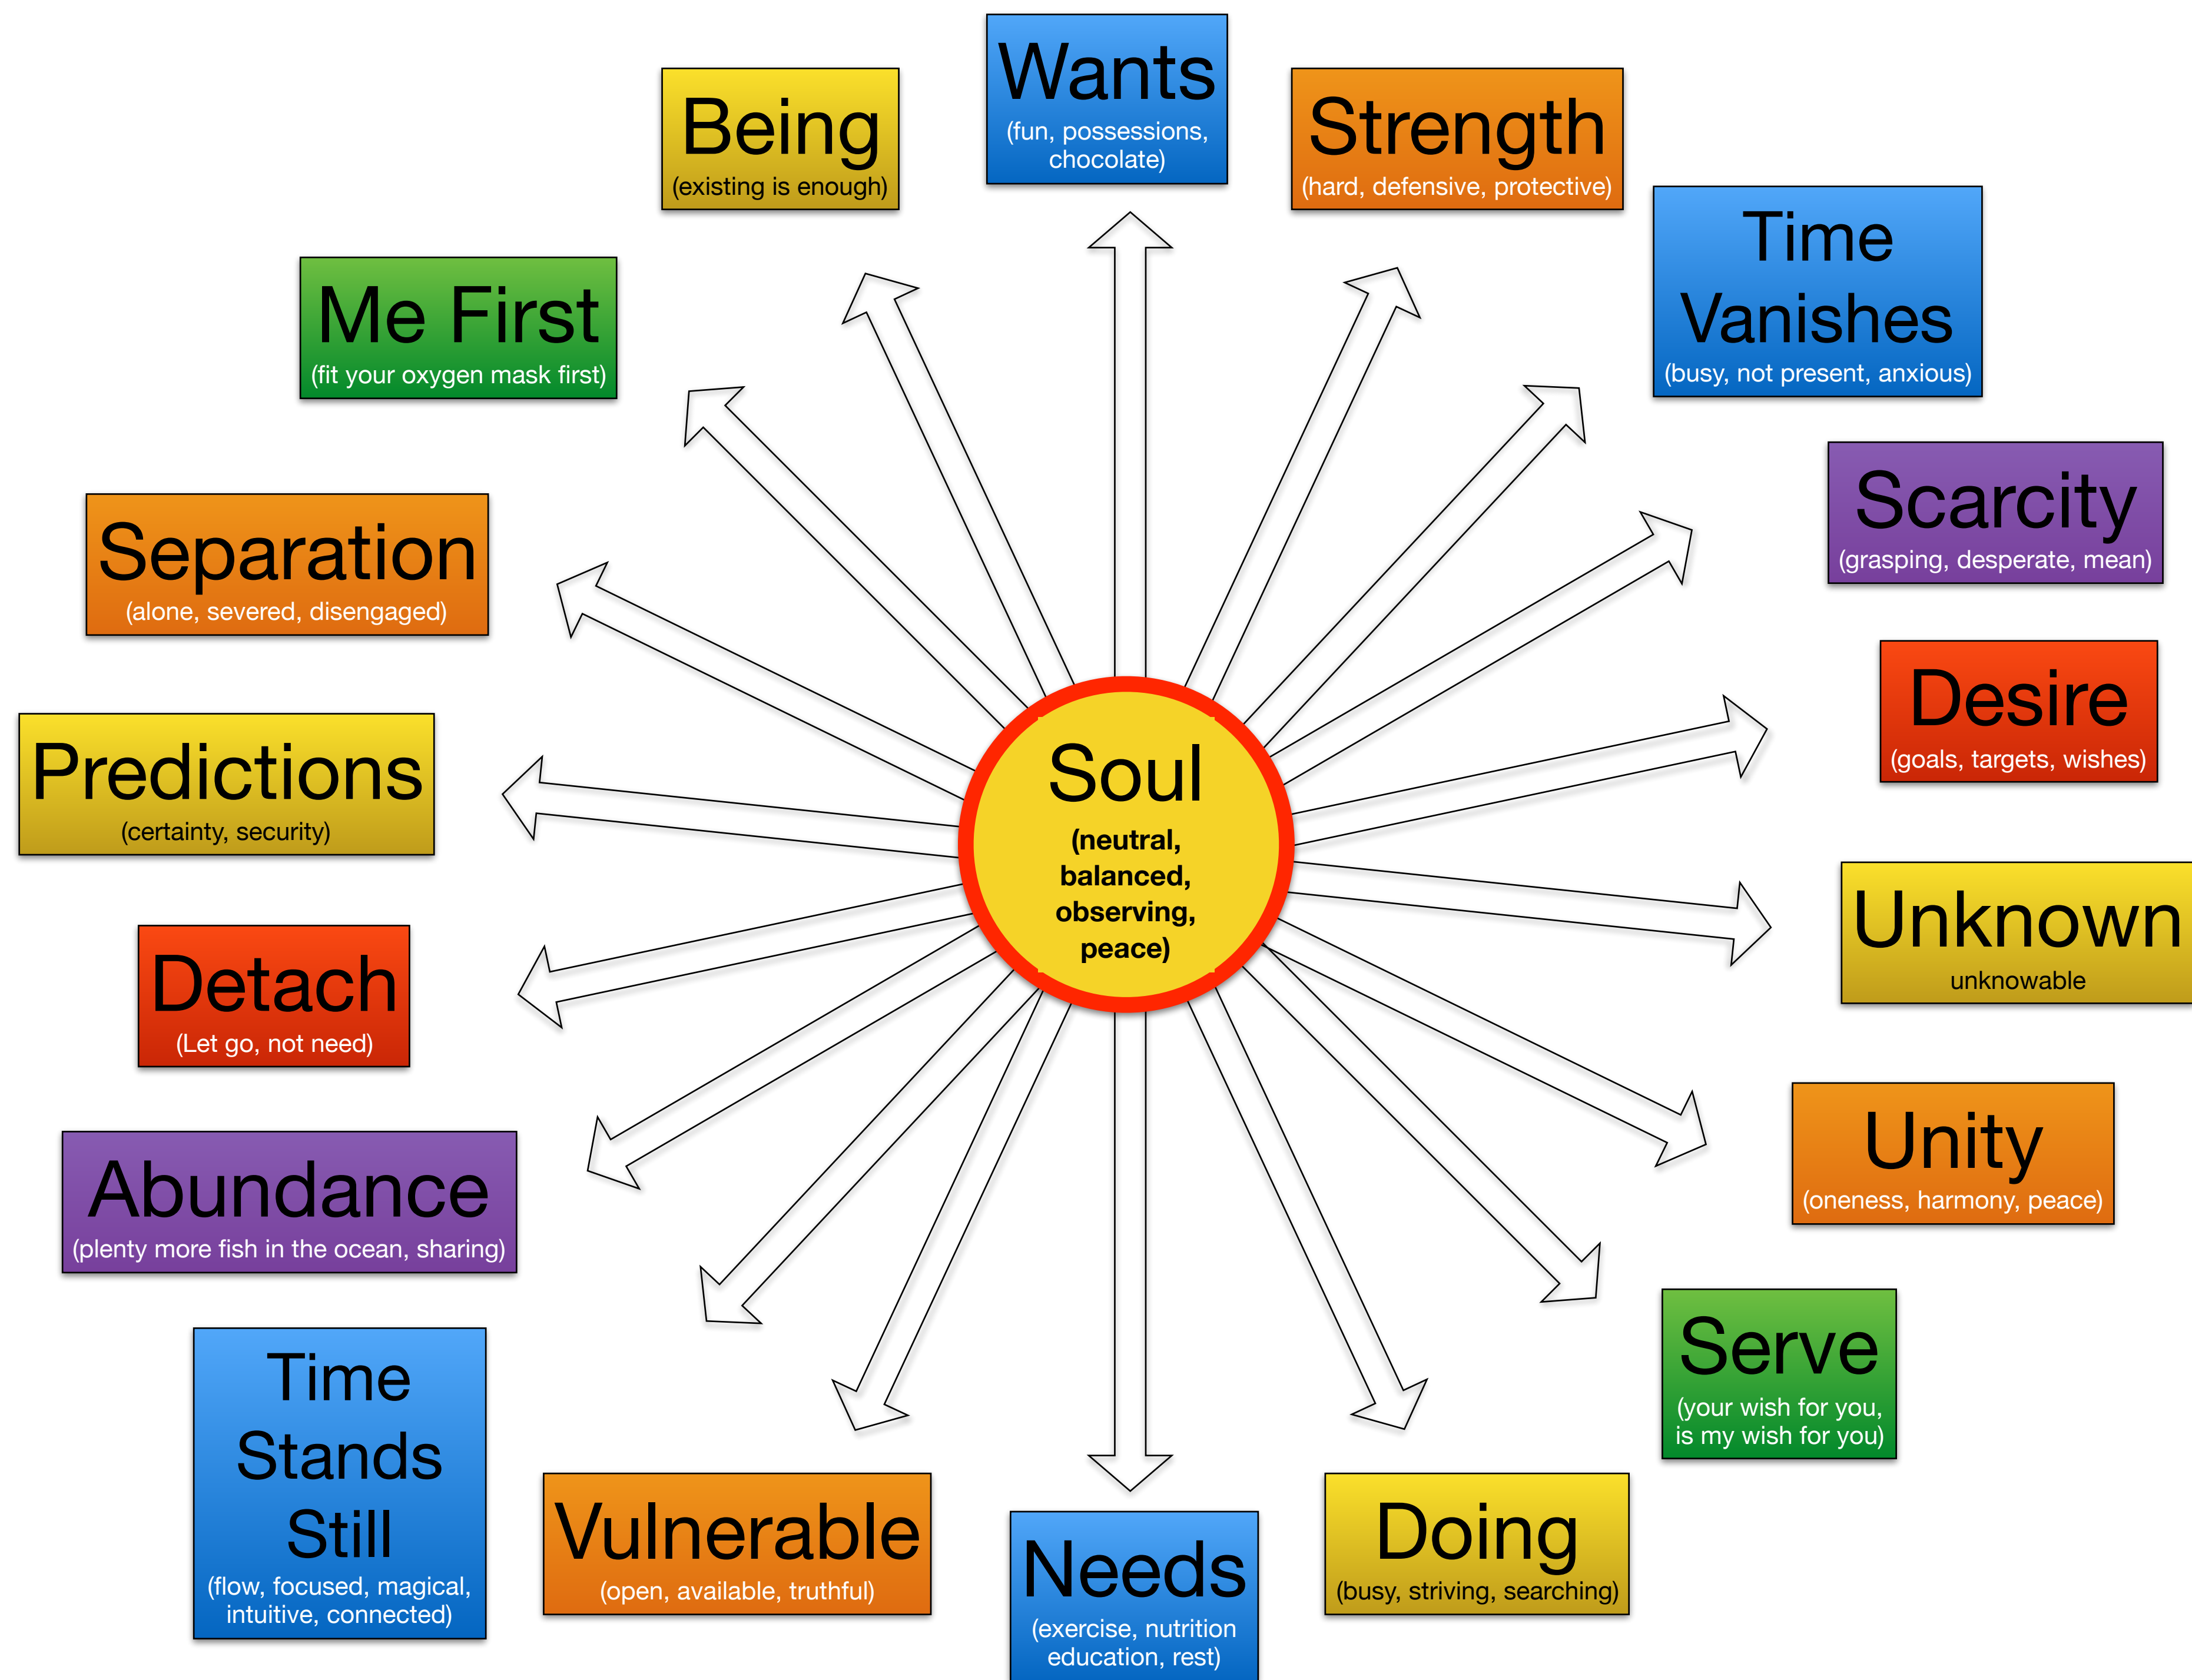 Wants
(fun, possessions,
chocolate)
Being
(existing is enough)
Strength
(hard, defensive, protective)
Time
Vanishes
(busy, not present, anxious)
Me First
(fit your oxygen mask first)
Scarcity
(grasping, desperate, mean)
Separation
(alone, severed, disengaged)
Desire
(goals, targets, wishes)
Predictions
(certainty, security)
Soul
(neutral,
balanced,
observing,
peace)
Unknown
unknowable
Detach
(Let go, not need)
Unity
(oneness, harmony, peace)
Abundance
(plenty more fish in the ocean, sharing)
Serve
(your wish for you,
is my wish for you)
Time
Stands
Still
(flow, focused, magical,
intuitive, connected)
Vulnerable
(open, available, truthful)
Needs
(exercise, nutrition
education, rest)
Doing
(busy, striving, searching)